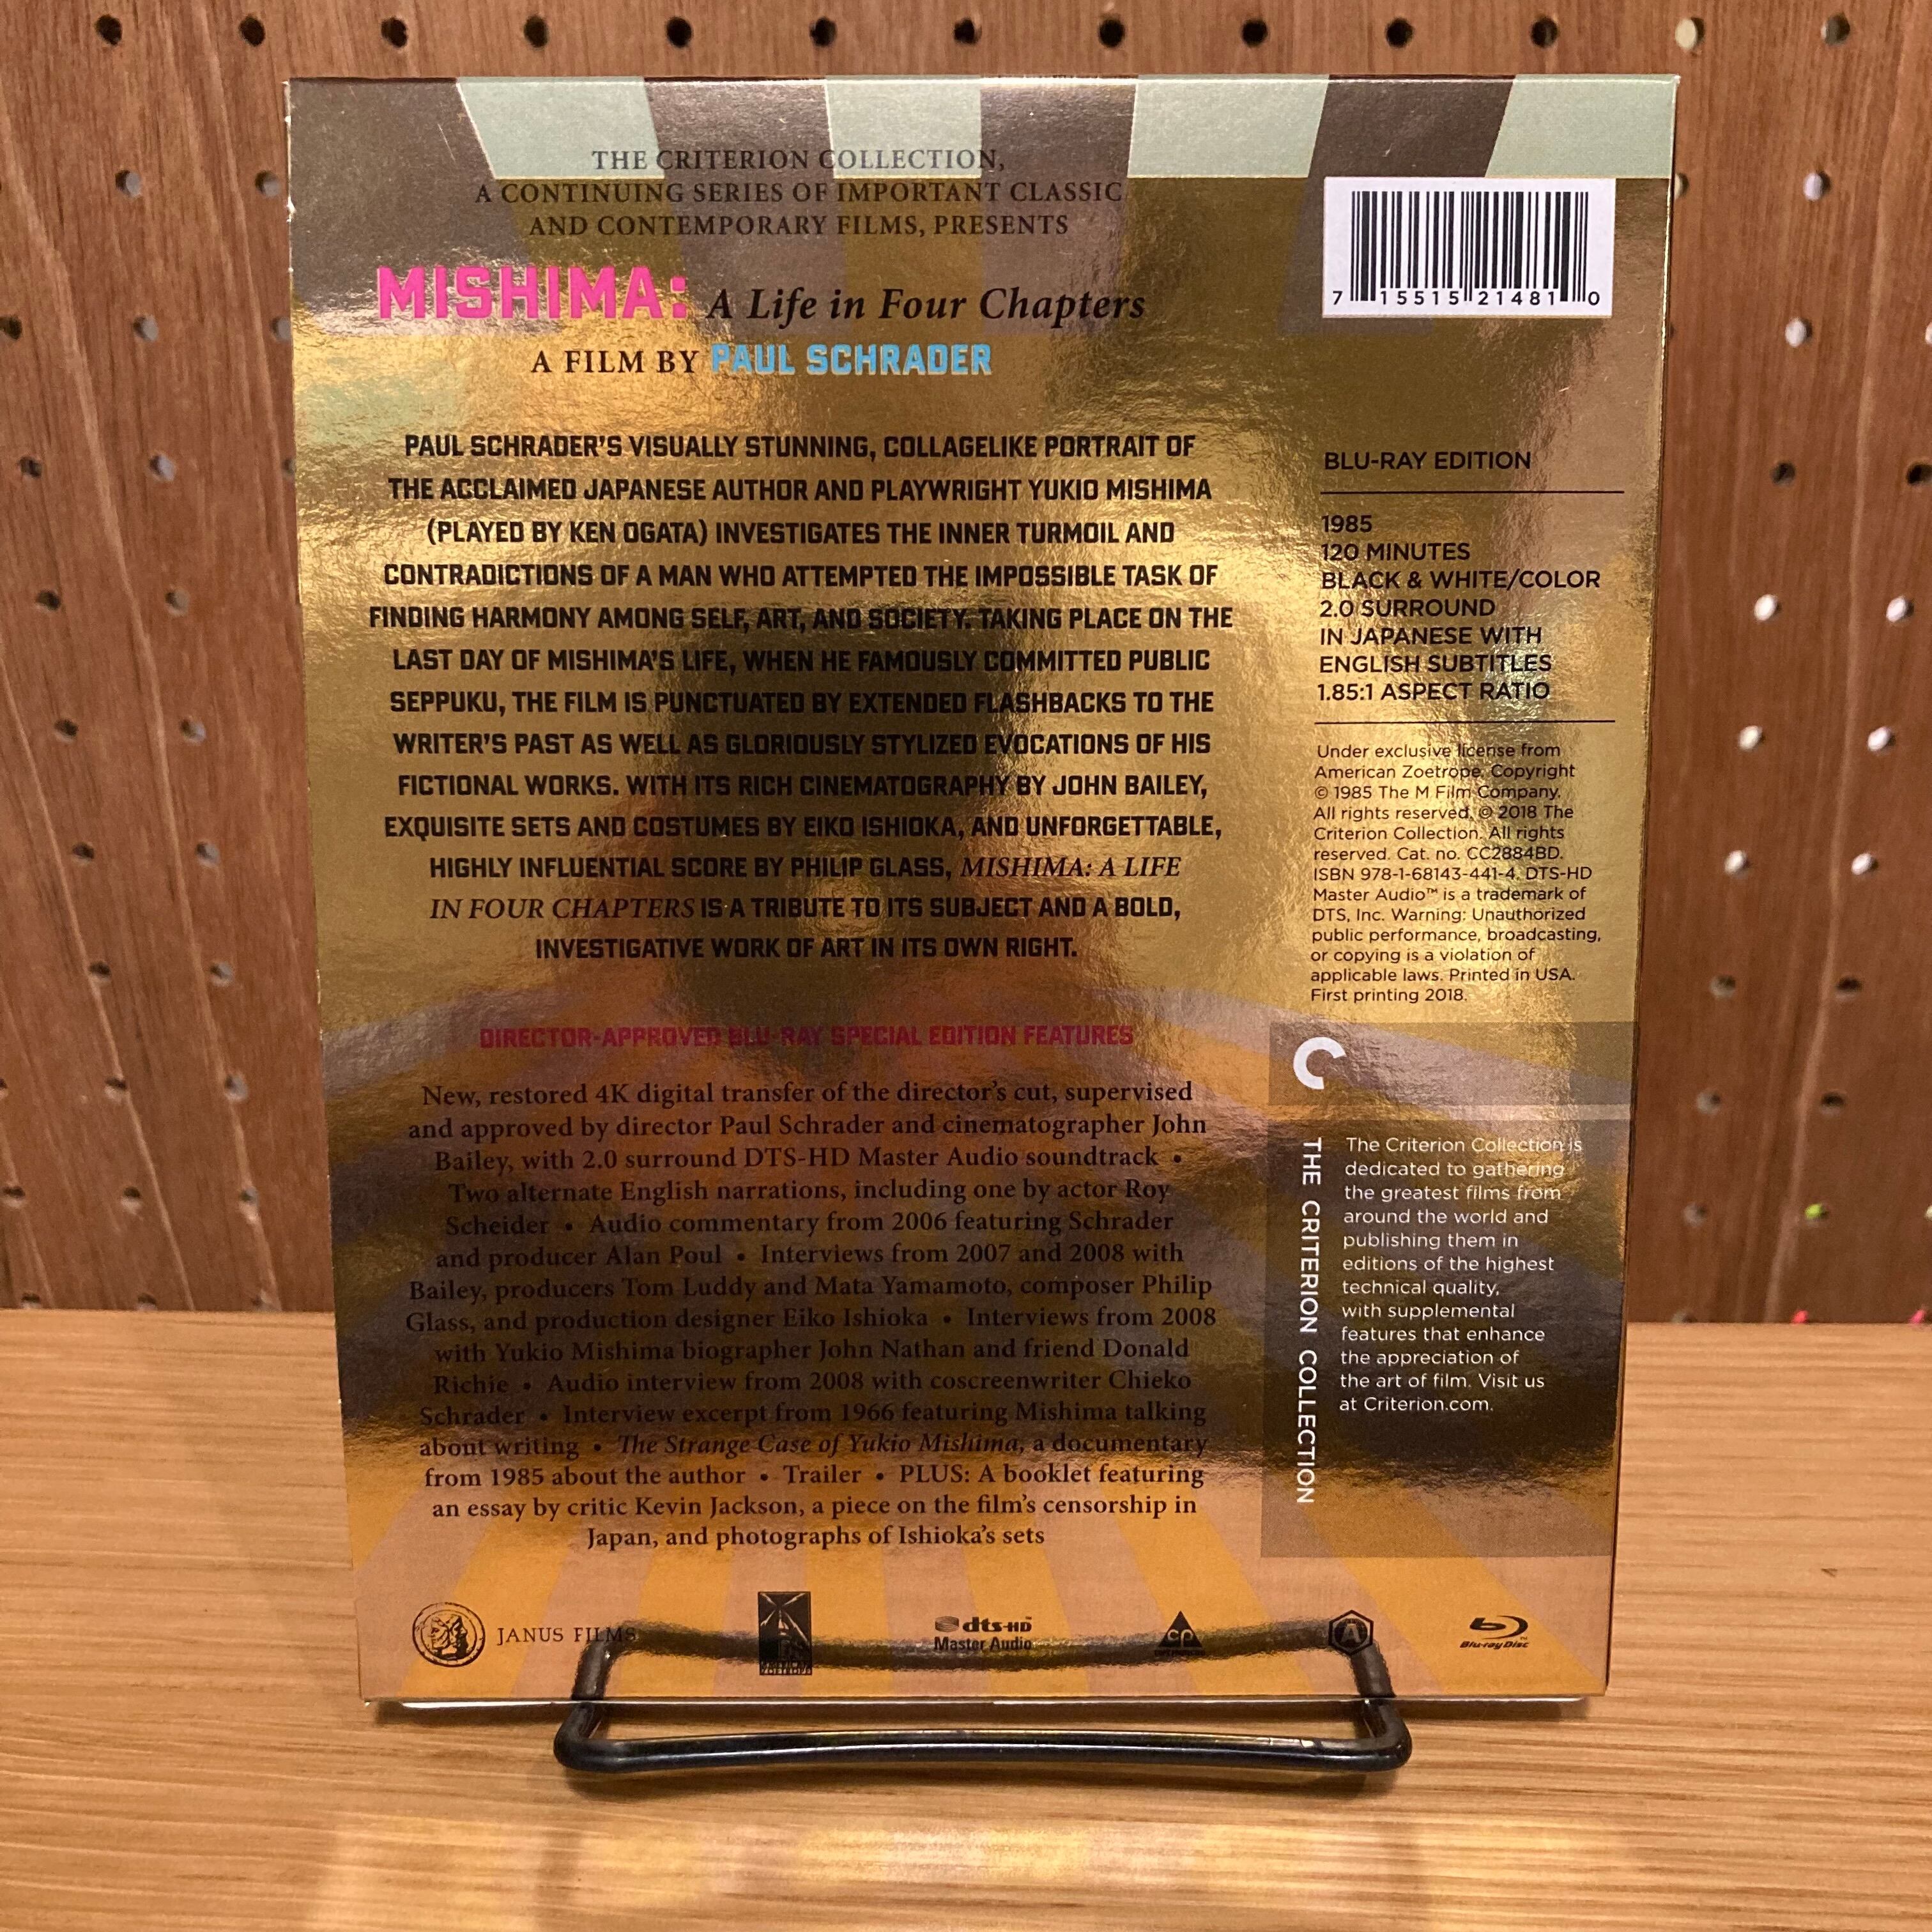 THE CRITERION COLLECTION,
A CONTINUING SERIES OF IMPORTANT CLASSIC
AND CONTEMPORARY FILMS, PRESENTS
MISHIMA: A Life in Four Chapters
A FILM BY PAUL SCHRADER
PAUL SCHRADER'S VISUALLY STUNNING, COLLAGELIKE PORTRAIT OF
THE ACCLAIMED JAPANESE AUTHOR AND PLAYWRIGHT YUKIO MISHIMA
(PLAYED BY KEN OGATA) INVESTIGATES THE INNER TURMOIL AND
CONTRADICTIONS OF A MAN WHO ATTEMPTED THE IMPOSSIBLE TASK OF
FINDING HARMONY AMONG SELF, ART, AND SOCIETY. TAKING PLACE ON THE
LAST DAY OF MISHIMA'S LIFE, WHEN HE FAMOUSLY COMMITTED PUBLIC
SEPPUKU, THE FILM IS PUNCTUATED BY EXTENDED FLASHBACKS TO THE
WRITER'S PAST AS WELL AS GLORIOUSLY STYLIZED EVOCATIONS OF HIS
FICTIONAL WORKS. WITH ITS RICH CINEMATOGRAPHY BY JOHN BAILEY,
EXQUISITE SETS AND COSTUMES BY EIKO ISHIOKA, AND UNFORGETTABLE,
HIGHLY INFLUENTIAL SCORE BY PHILIP GLASS, MISHIMA: A LIFE
IN FOUR CHAPTERS IS A TRIBUTE TO ITS SUBJECT AND A BOLD,
INVESTIGATIVE WORK OF ART IN ITS OWN RIGHT.
DIRECTOR-APPROVED BLU-RAY SPECIAL EDITION FEATURES
New, restored 4K digital transfer of the director's cut, supervised
and approved by director Paul Schrader and cinematographer John
Bailey, with 2.0 surround DTS-HD Master Audio soundtrack •
Two alternate English narrations, including one by actor Roy
Scheider • Audio commentary from 2006 featuring Schrader
and producer Alan Poul • Interviews from 2007 and 2008 with
Bailey, producers Tom Luddy and Mata Yamamoto, composer Philip
Glass, and production designer Eiko Ishioka • Interviews from 2008
with Yukio Mishima biographer John Nathan and friend Donald
Richie • Audio interview from 2008 with coscreenwriter Chieko
Schrader • Interview excerpt from 1966 featuring Mishima talking
about writing • The Strange Case of Yukio Mishima, a documentary
from 1985 about the author • Trailer • PLUS: A booklet featuring
an essay by critic Kevin Jackson, a piece on the film's censorship in
Japan, and photographs of Ishioka's sets
7 15515 21481 0
BLU-RAY EDITION
1985
120 MINUTES
BLACK & WHITE/COLOR
2.0 SURROUND
IN JAPANESE WITH
ENGLISH SUBTITLES
1.85:1 ASPECT RATIO
Under exclusive license from
American Zoetrope. Copyright
© 1985 The M Film Company.
All rights reserved. © 2018 The
Criterion Collection. All rights
reserved. Cat. no. CC2884BD.
ISBN 978-1-68143-441-4. DTS-HD
Master Audio™ is a trademark of
DTS, Inc. Warning: Unauthorized
public performance, broadcasting,
or copying is a violation of
applicable laws. Printed in USA.
First printing 2018.
C
THE CRITERION COLLECTION
The Criterion Collection is
dedicated to gathering
the greatest films from
around the world and
publishing them in
editions of the highest
technical quality,
with supplemental
features that enhance
the appreciation of
the art of film. Visit us
at Criterion.com.
JANUS FILMS
dts-HD
Master Audio
CP
A
Blu-ray Disc